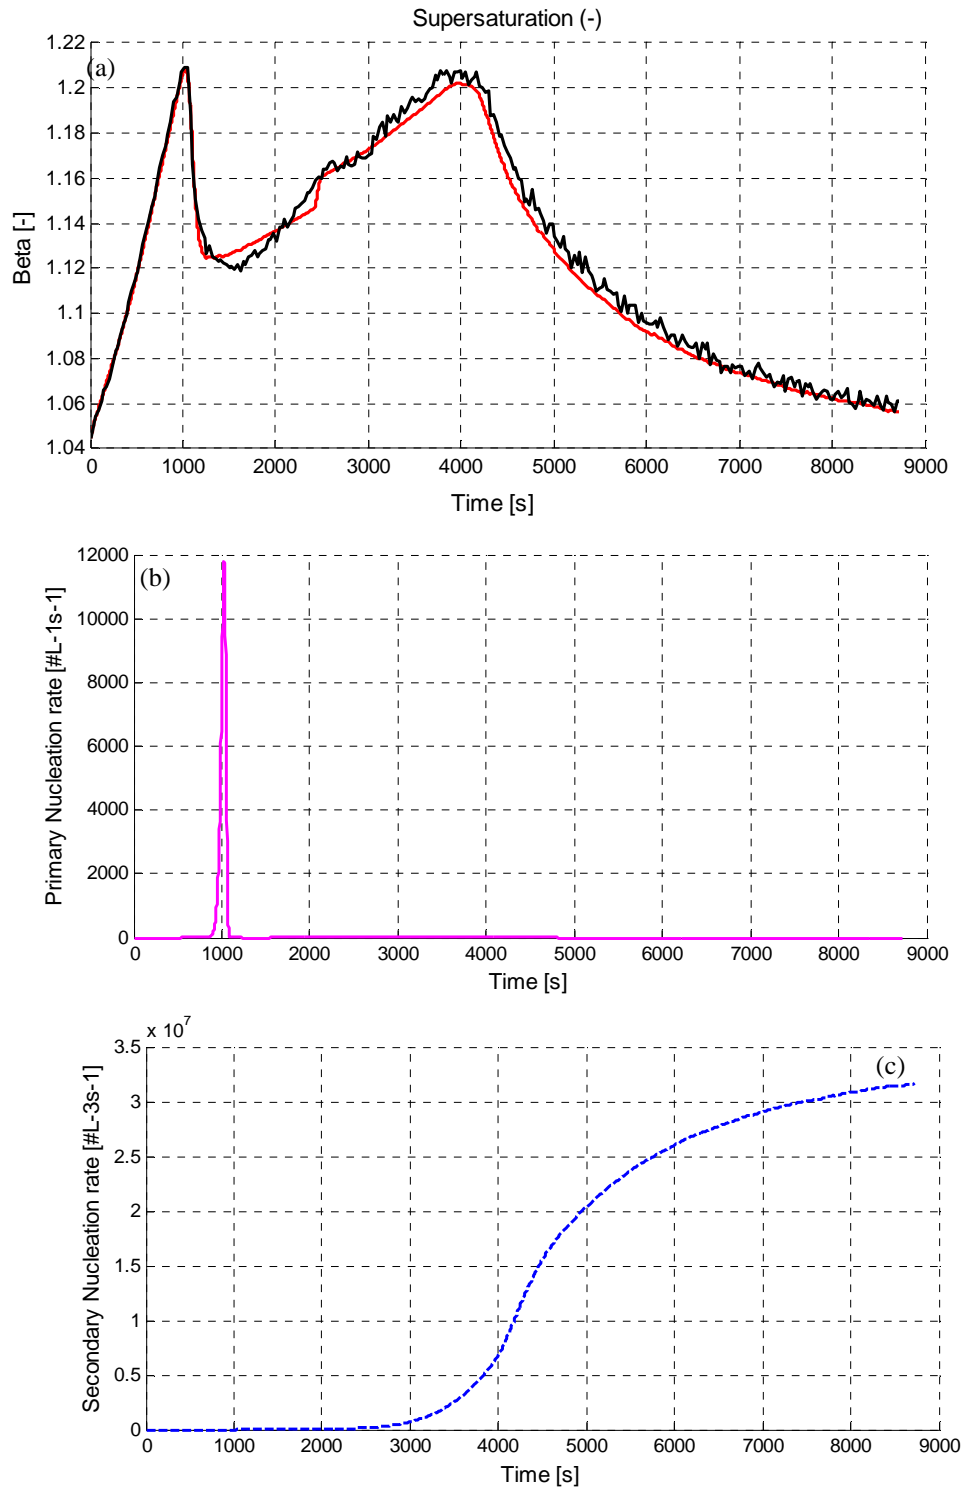 Supersaturation (-)
(a)
Beta [-]
1.22
1.2
1.18
1.16
1.14
1.12
1.1
1.08
1.06
1.04
0 1000 2000 3000 4000 5000 6000 7000 8000 9000
Time [s]
(b)
Primary Nucleation rate [#L-1s-1]
12000
10000
8000
6000
4000
2000
0
0 1000 2000 3000 4000 5000 6000 7000 8000 9000
Time [s]
x 10^7
(c)
Secondary Nucleation rate [#L-3s-1]
3.5
3
2.5
2
1.5
1
0.5
0
0 1000 2000 3000 4000 5000 6000 7000 8000 9000
Time [s]